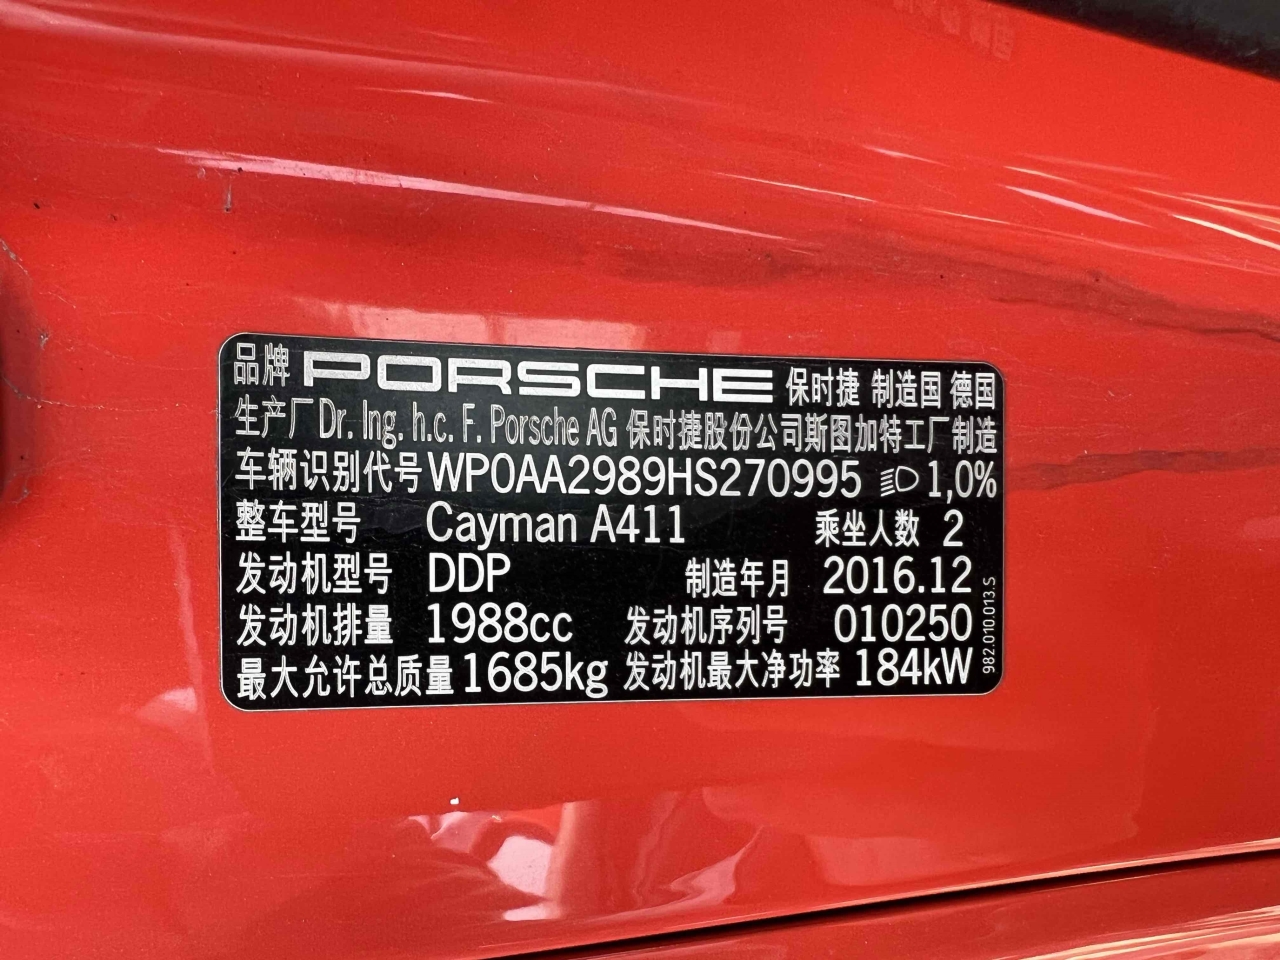 品牌 PORSCHE 保时捷 制造国 德国
生产厂 Dr. Ing. h.c. F. Porsche AG 保时捷股份公司斯图加特工厂制造
车辆识别代号 WP0AA2989HS270995 1,0%
整车型号 Cayman A411 乘坐人数 2
发动机型号 DDP 制造年月 2016.12
发动机排量 1988cc 发动机序列号 010250
最大允许总质量 1685kg 发动机最大净功率 184kW
982.010.013.S